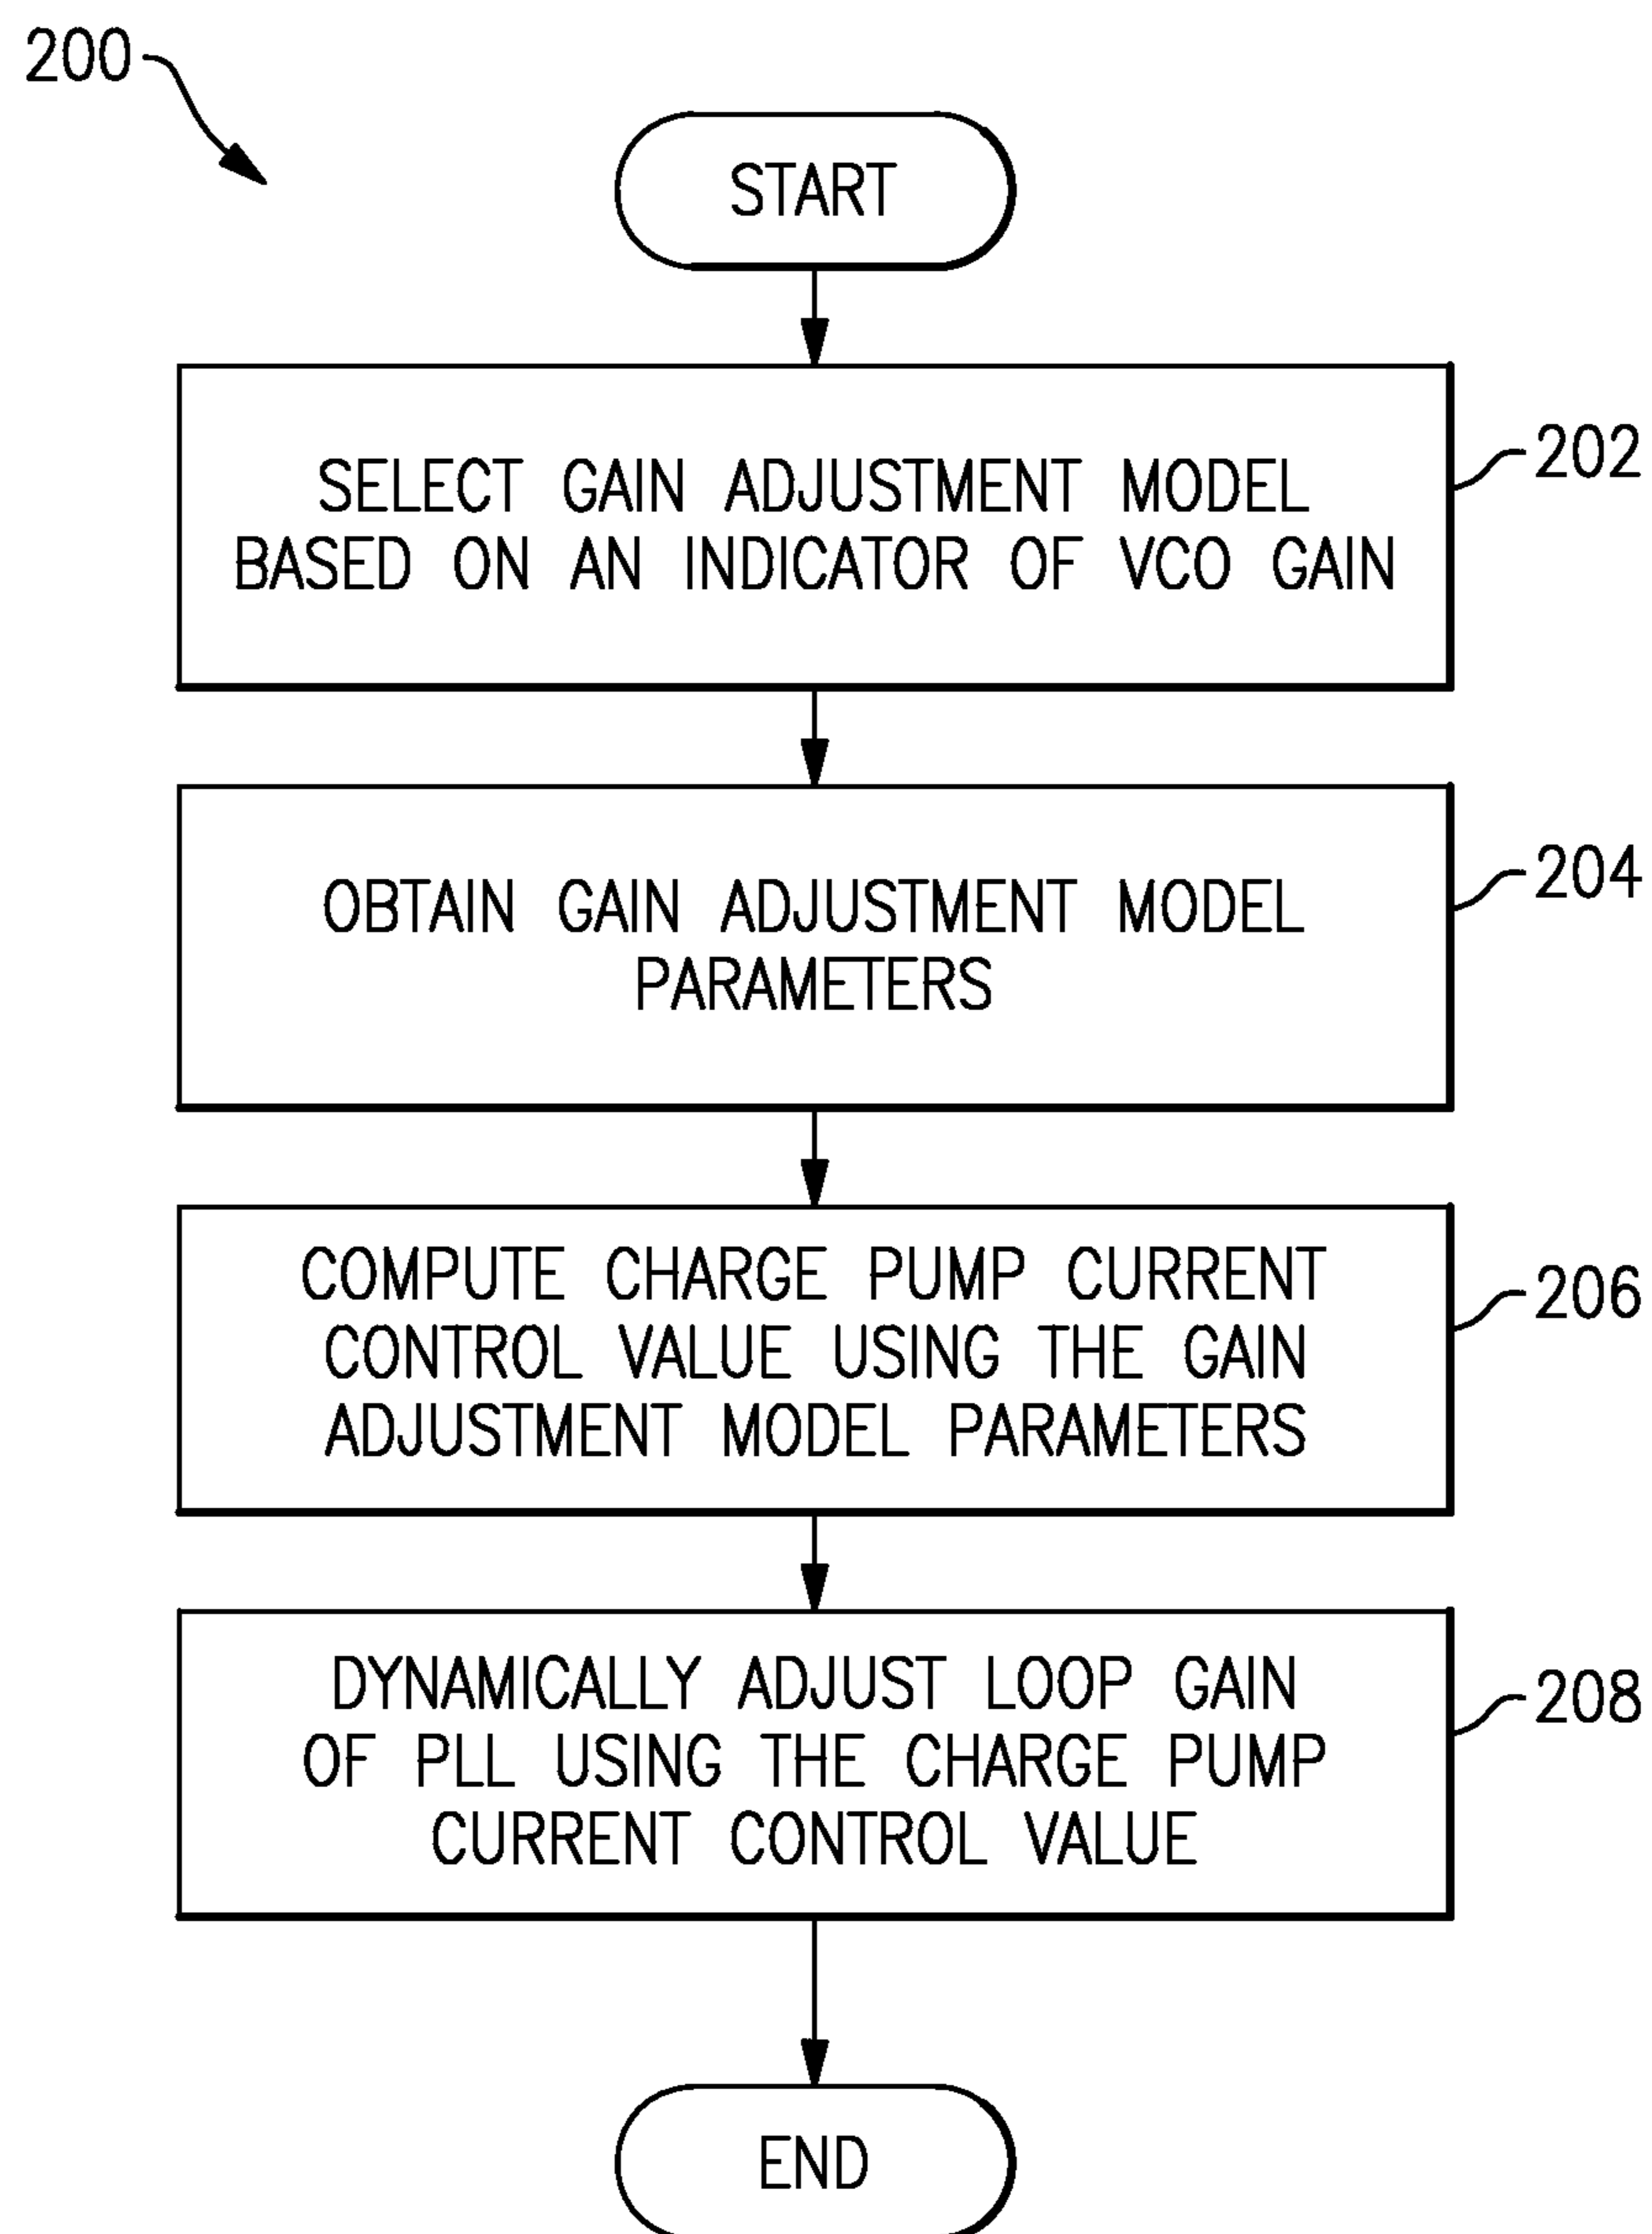 200
START
SELECT GAIN ADJUSTMENT MODEL
BASED ON AN INDICATOR OF VCO GAIN
202
OBTAIN GAIN ADJUSTMENT MODEL
PARAMETERS
204
COMPUTE CHARGE PUMP CURRENT
CONTROL VALUE USING THE GAIN
ADJUSTMENT MODEL PARAMETERS
206
DYNAMICALLY ADJUST LOOP GAIN
OF PLL USING THE CHARGE PUMP
CURRENT CONTROL VALUE
208
END